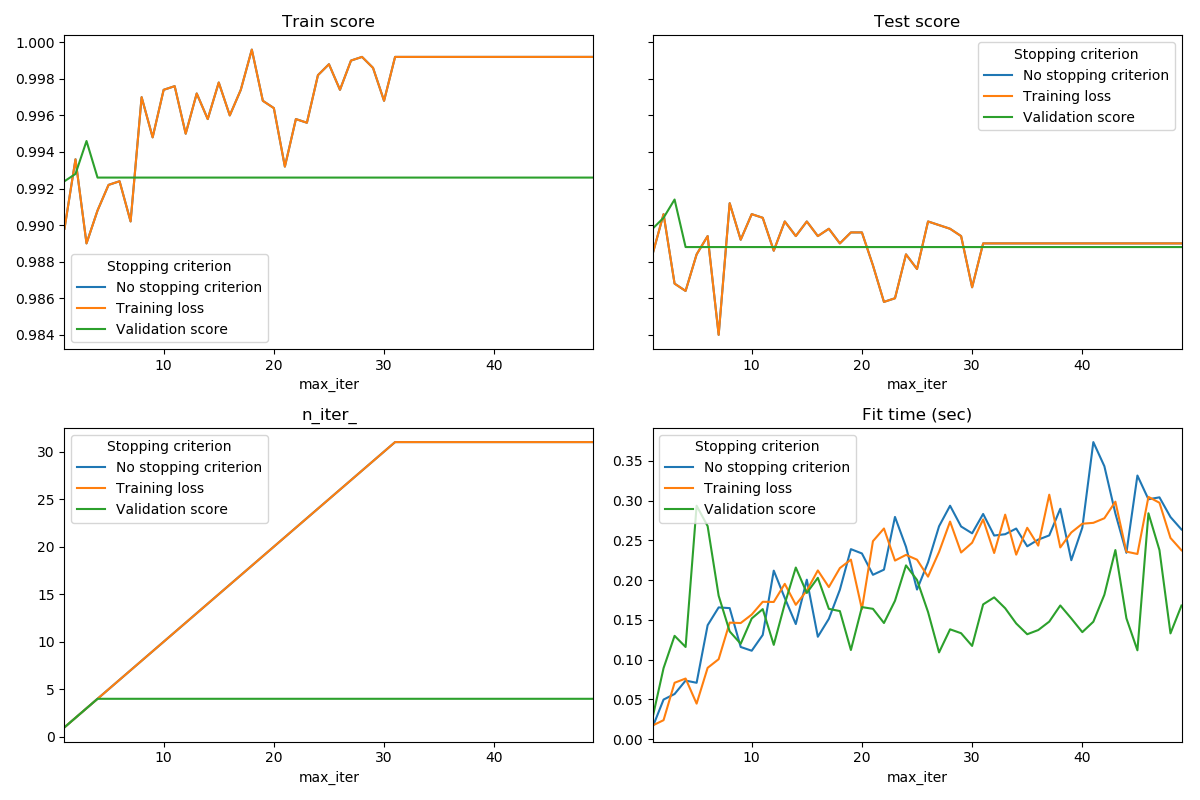 Train score
1.000
0.998
0.996
0.994
0.992
0.990
0.988
0.986
0.984
Stopping criterion
No stopping criterion
Training loss
Validation score
10 20 30 40
max_iter
Test score
Stopping criterion
No stopping criterion
Training loss
Validation score
10 20 30 40
max_iter
n_iter_
30
25
20
15
10
5
0
Stopping criterion
No stopping criterion
Training loss
Validation score
10 20 30 40
max_iter
Fit time (sec)
0.35
0.30
0.25
0.20
0.15
0.10
0.05
0.00
Stopping criterion
No stopping criterion
Training loss
Validation score
10 20 30 40
max_iter